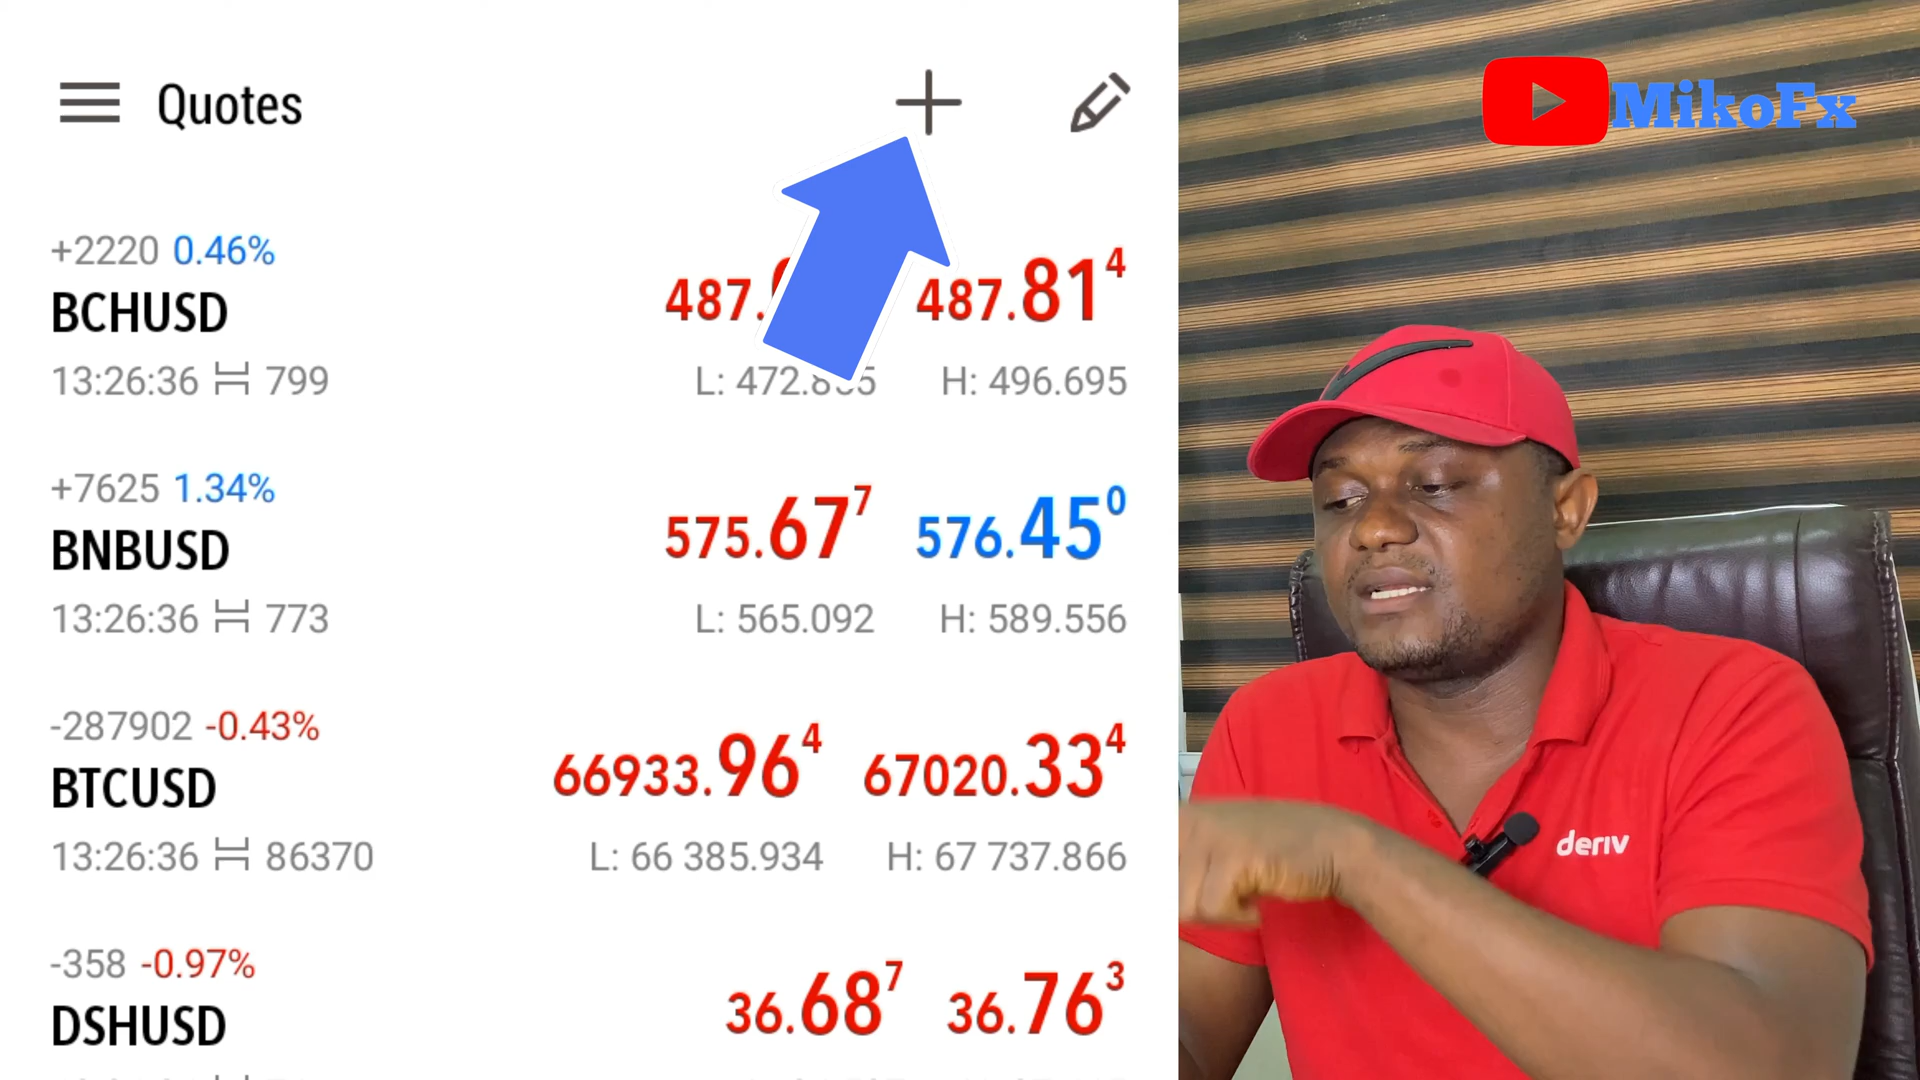 Quotes
MikoFx
+2220 0.46%
BCHUSD
487.81⁴
13:26:36 799
H: 496.695
+7625 1.34%
BNBUSD
575.67⁷ 576.45⁰
13:26:36 773
L: 565.092 H: 589.556
-287902 -0.43%
BTCUSD
66933.96⁴ 67020.33⁴
13:26:36 86370
L: 66 385.934 H: 67 737.866
deriv
-358 -0.97%
DSHUSD
36.68⁷ 36.76³